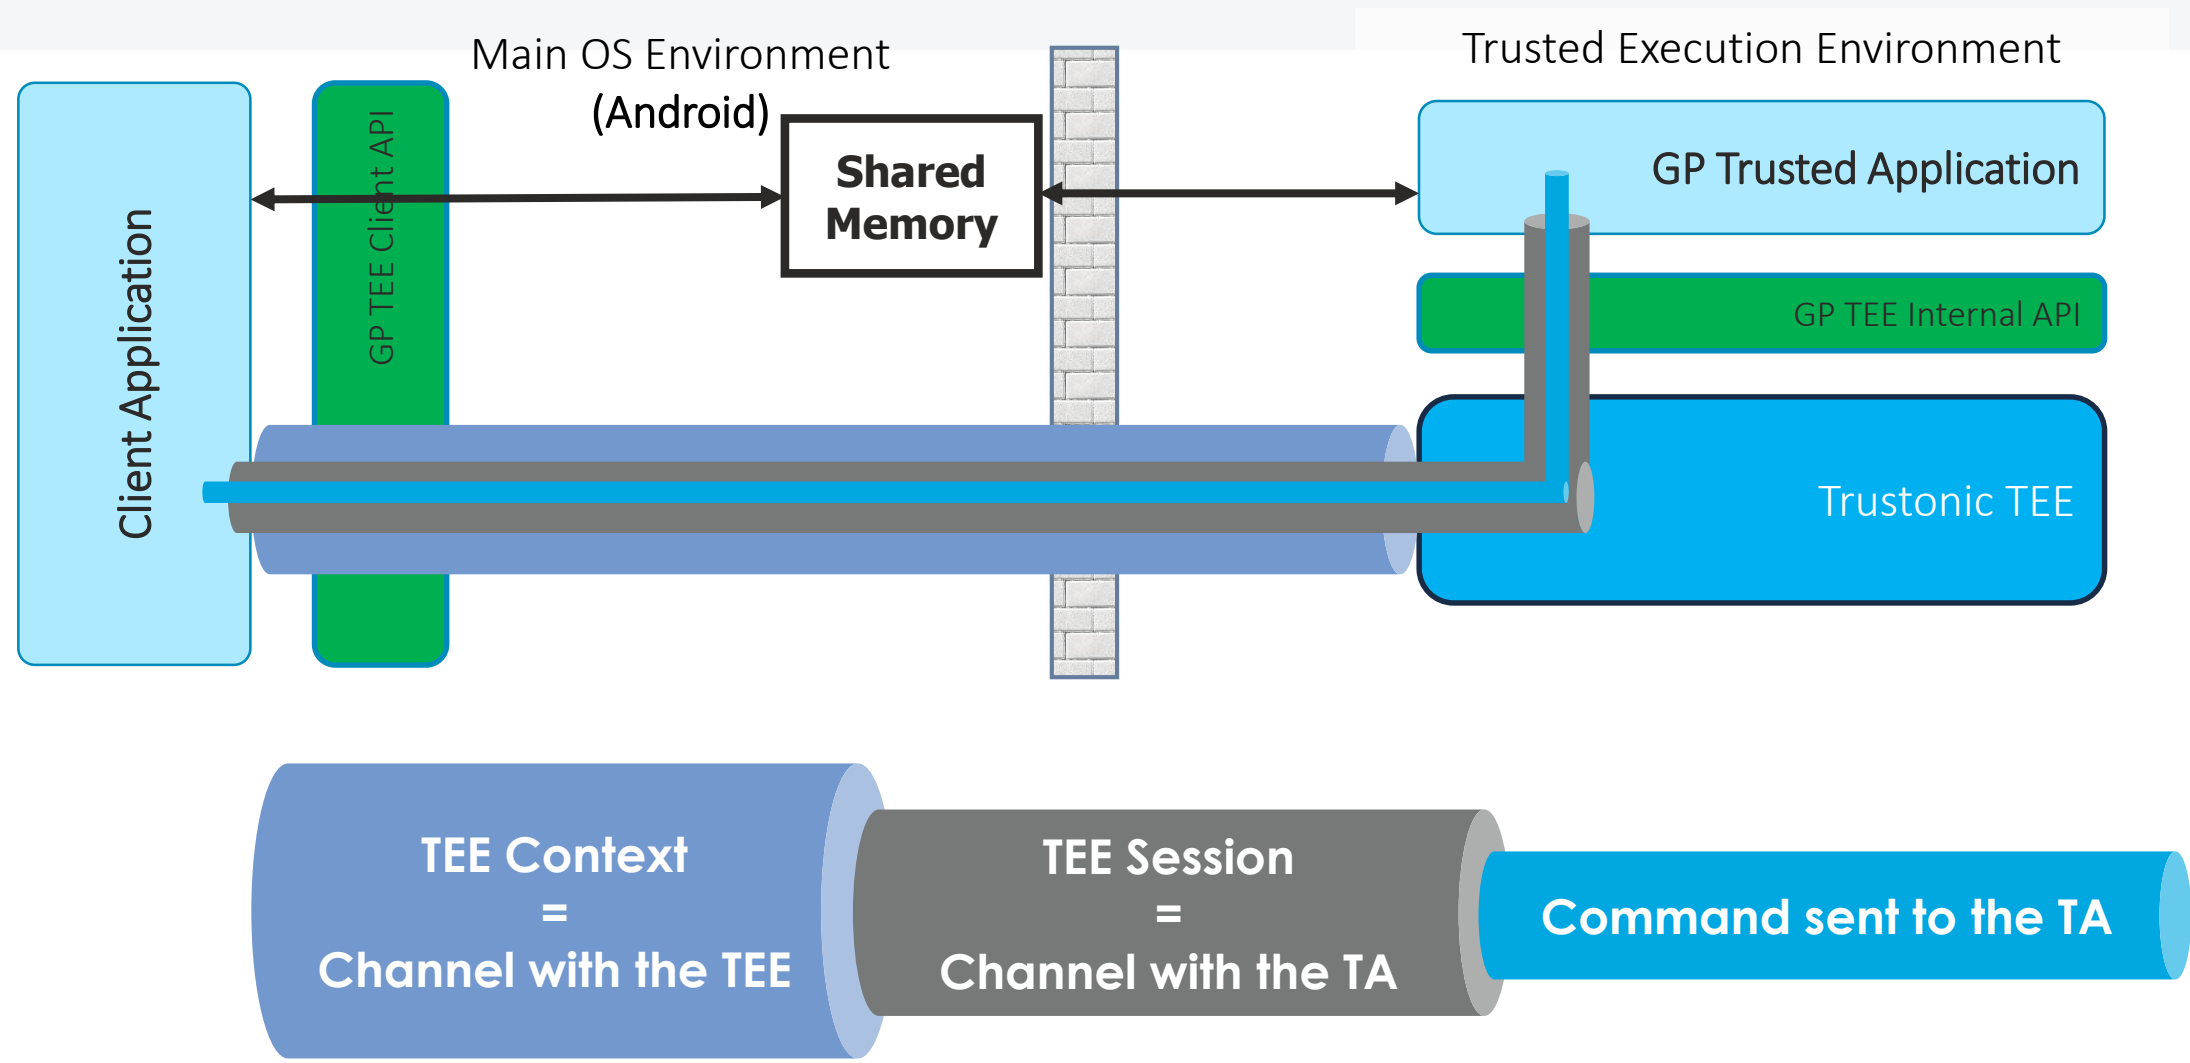 Main OS Environment
(Android)
Trusted Execution Environment
Client Application
GP TEE Client API
Shared
Memory
GP Trusted Application
GP TEE Internal API
Trustonic TEE
TEE Context
=
Channel with the TEE
TEE Session
=
Channel with the TA
Command sent to the TA